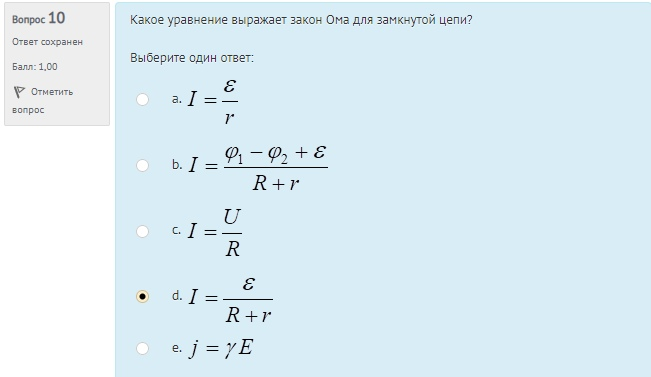 Вопрос 10
Ответ сохранен
Балл: 1,00
Отметить
вопрос
Какое уравнение выражает закон Ома для замкнутой цепи?
Выберите один ответ:
a. I = ε / r
b. I = (φ₁ − φ₂ + ε) / (R + r)
c. I = U / R
d. I = ε / (R + r)
e. j = γE